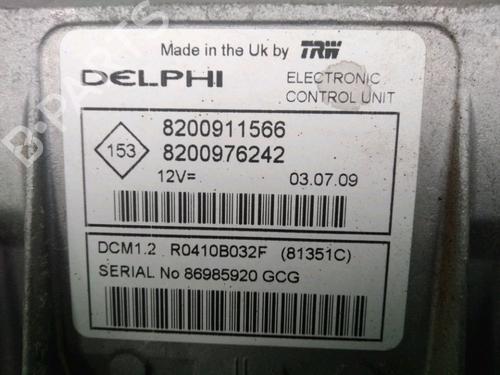 Made in the Uk by TRW
DELPHI
ELECTRONIC
CONTROL UNIT
153
8200911566
8200976242
12V=
03.07.09
DCM1.2 R0410B032F (81351C)
SERIAL No 86985920 GCG
B-PARTS